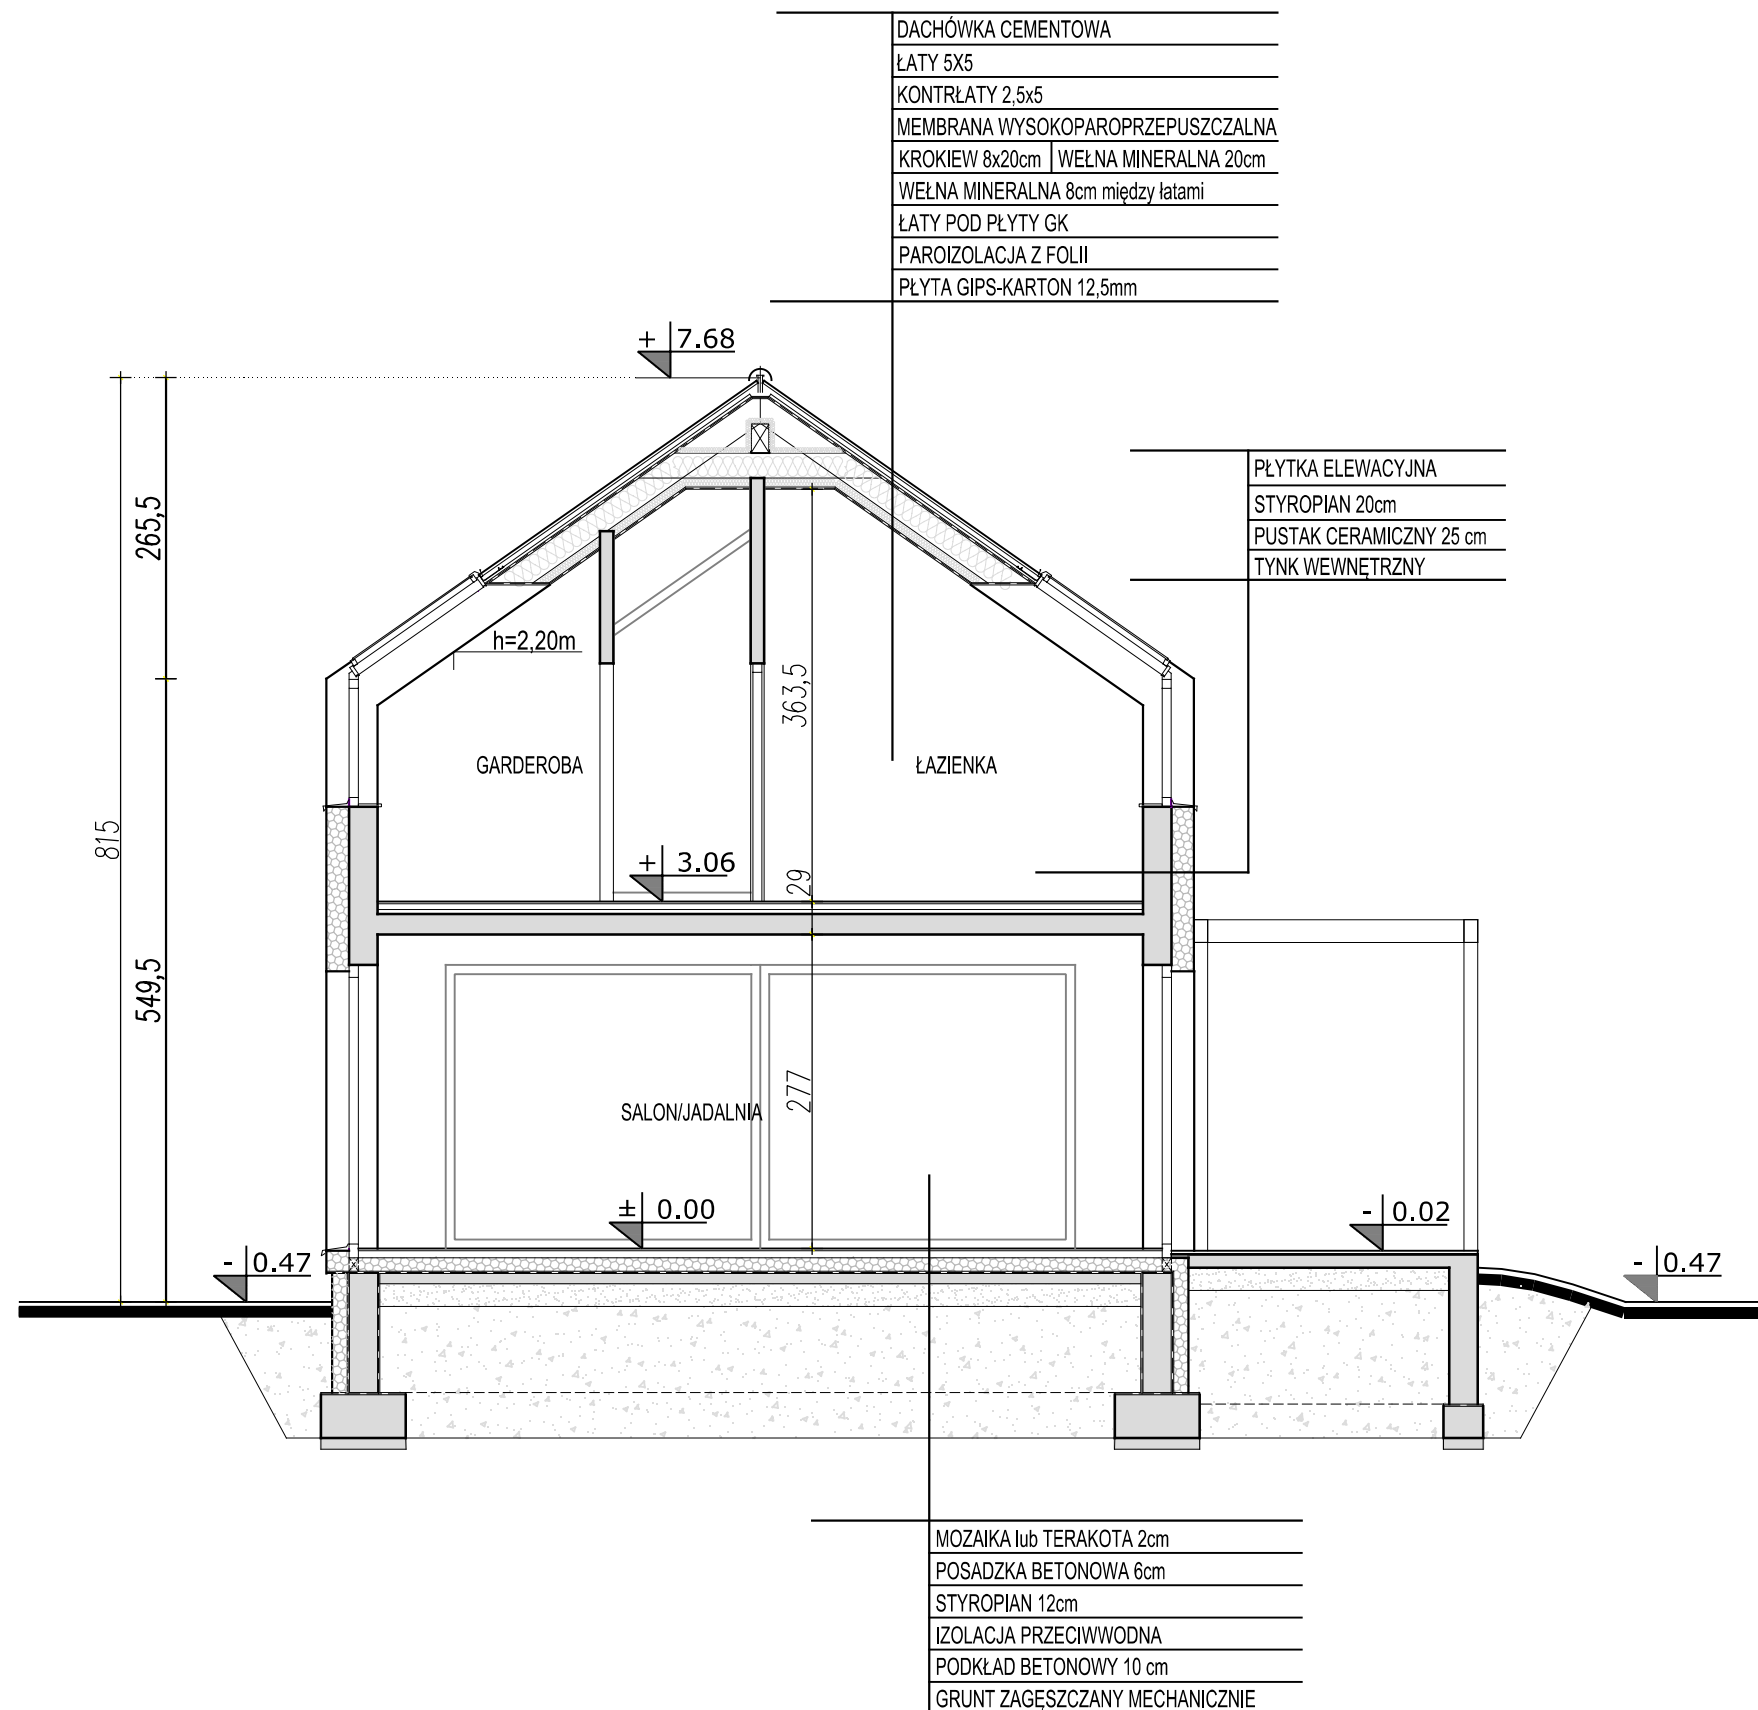 DACHÓWKA CEMENTOWA
ŁATY 5X5
KONTRŁATY 2,5x5
MEMBRANA WYSOKOPAROPRZEPUSZCZALNA
KROKIEW 8x20cm WEŁNA MINERALNA 20cm
WEŁNA MINERALNA 8cm między łatami
ŁATY POD PŁYTY GK
PAROIZOLACJA Z FOLII
PŁYTA GIPS-KARTON 12,5mm
+ 7.68
PŁYTKA ELEWACYJNA
STYROPIAN 20cm
PUSTAK CERAMICZNY 25 cm
TYNK WEWNĘTRZNY
265,5
h=2,20m
363,5
GARDEROBA
ŁAZIENKA
815
+ 3.06
29
549,5
277
SALON/JADALNIA
± 0.00
- 0.02
- 0.47
- 0.47
MOZAIKA lub TERAKOTA 2cm
POSADZKA BETONOWA 6cm
STYROPIAN 12cm
IZOLACJA PRZECIWWODNA
PODKŁAD BETONOWY 10 cm
GRUNT ZAGĘSZCZANY MECHANICZNIE